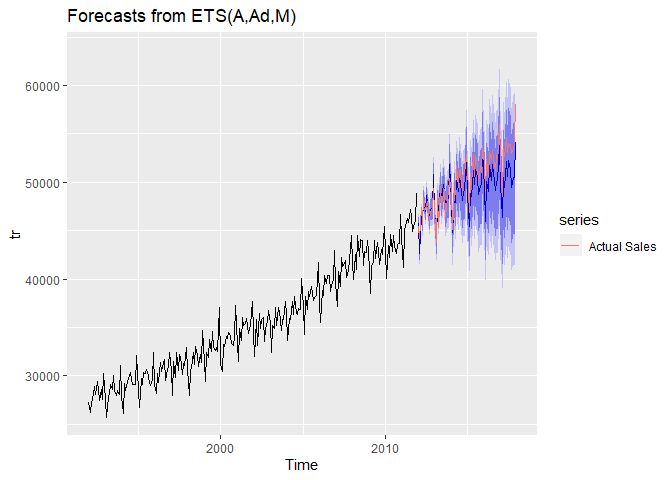 Forecasts from ETS(A,Ad,M)
60000
50000
40000
30000
tr
2000
2010
Time
series
Actual Sales